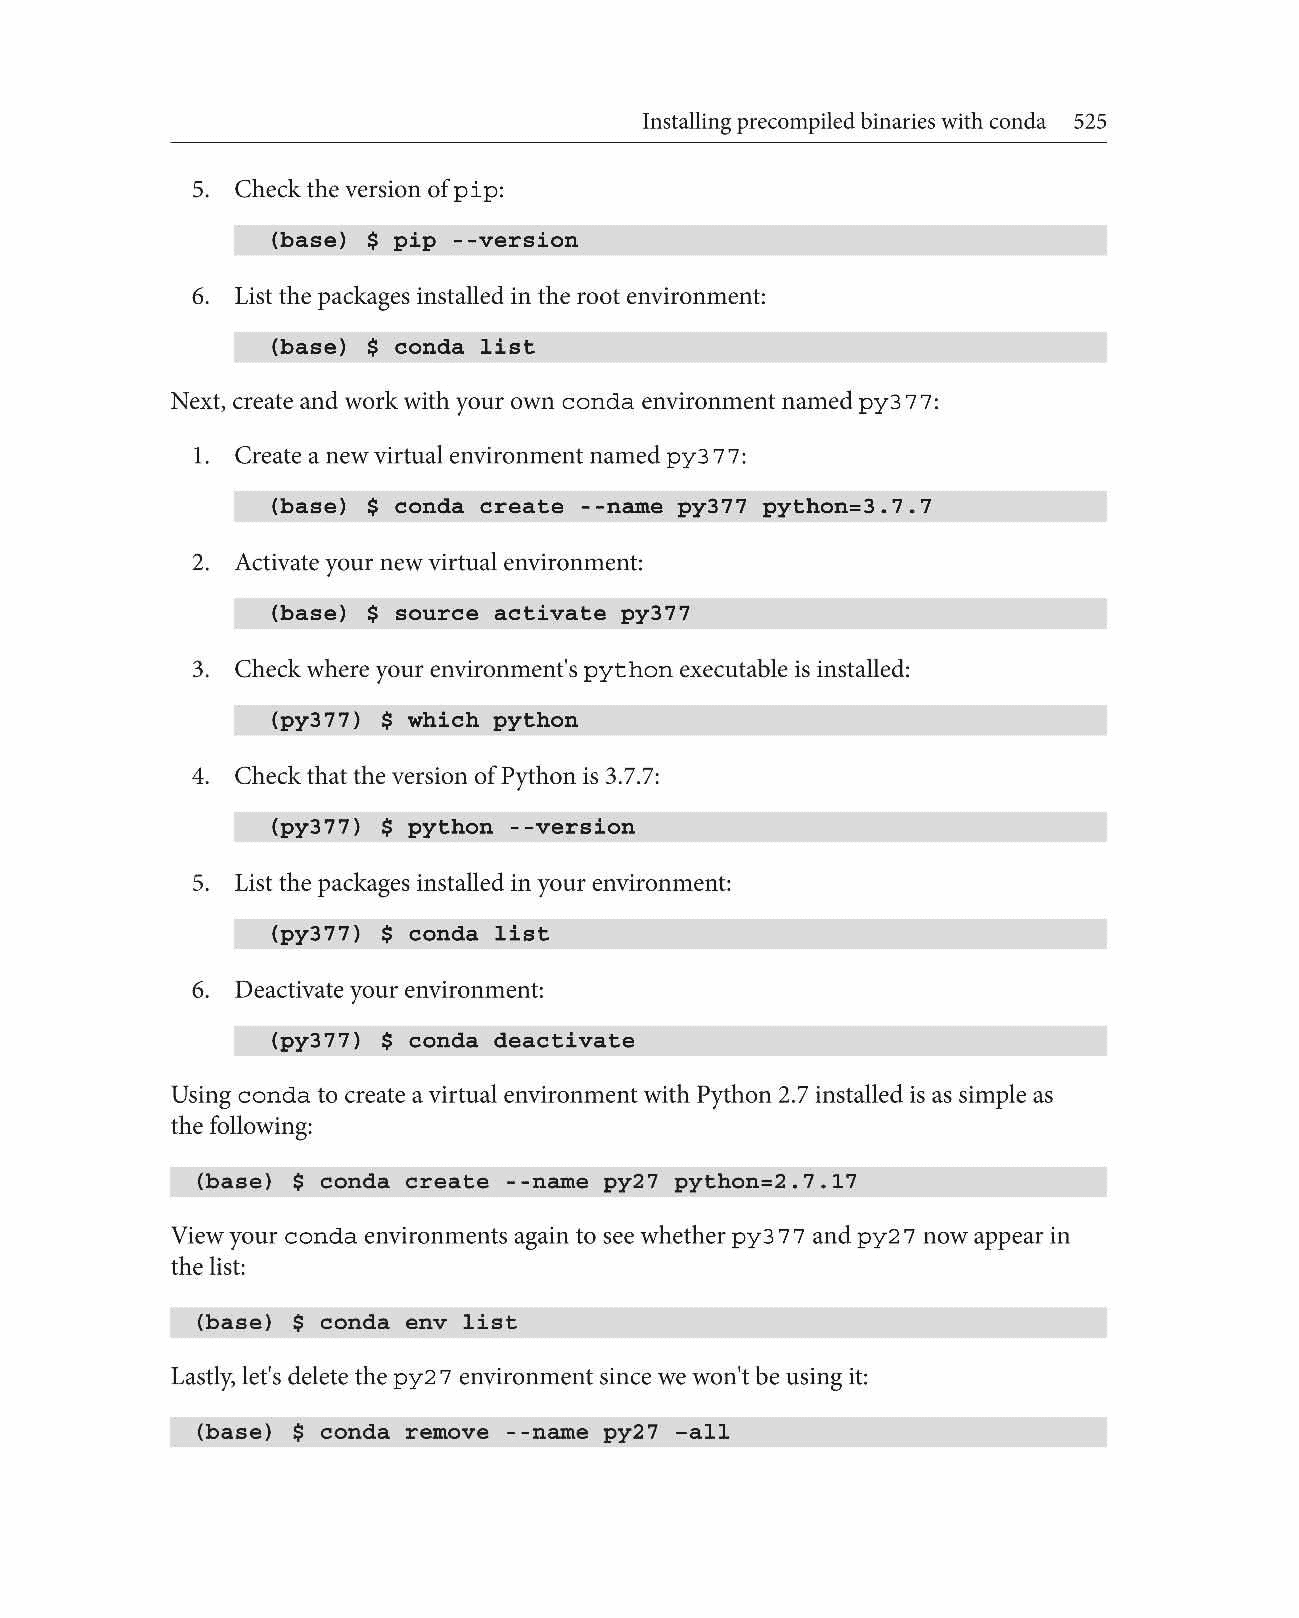 Installing precompiled binaries with conda 525
5. Check the version of pip:
(base) $ pip --version
6. List the packages installed in the root environment:
(base) $ conda list
Next, create and work with your own conda environment named py377:
1. Create a new virtual environment named py377:
(base) $ conda create --name py377 python=3.7.7
2. Activate your new virtual environment:
(base) $ source activate py377
3. Check where your environment's python executable is installed:
(py377) $ which python
4. Check that the version of Python is 3.7.7:
(py377) $ python --version
5. List the packages installed in your environment:
(py377) $ conda list
6. Deactivate your environment:
(py377) $ conda deactivate
Using conda to create a virtual environment with Python 2.7 installed is as simple as
the following:
(base) $ conda create --name py27 python=2.7.17
View your conda environments again to see whether py377 and py27 now appear in
the list:
(base) $ conda env list
Lastly, let's delete the py27 environment since we won't be using it:
(base) $ conda remove --name py27 –all